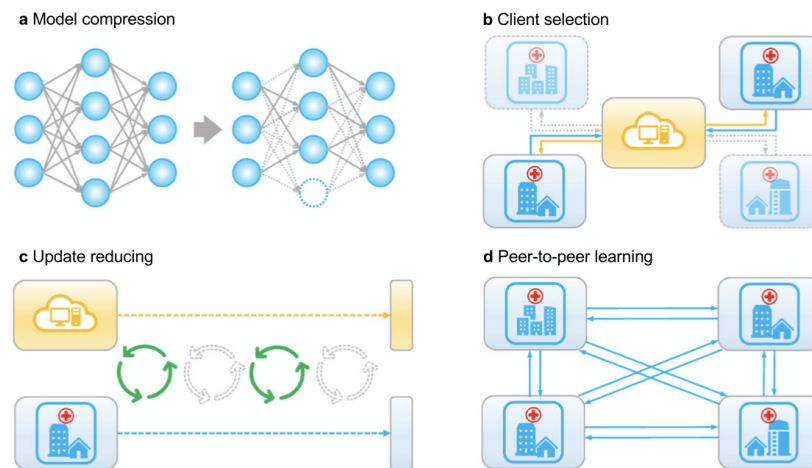 a Model compression
b Client selection
c Update reducing
d Peer-to-peer learning